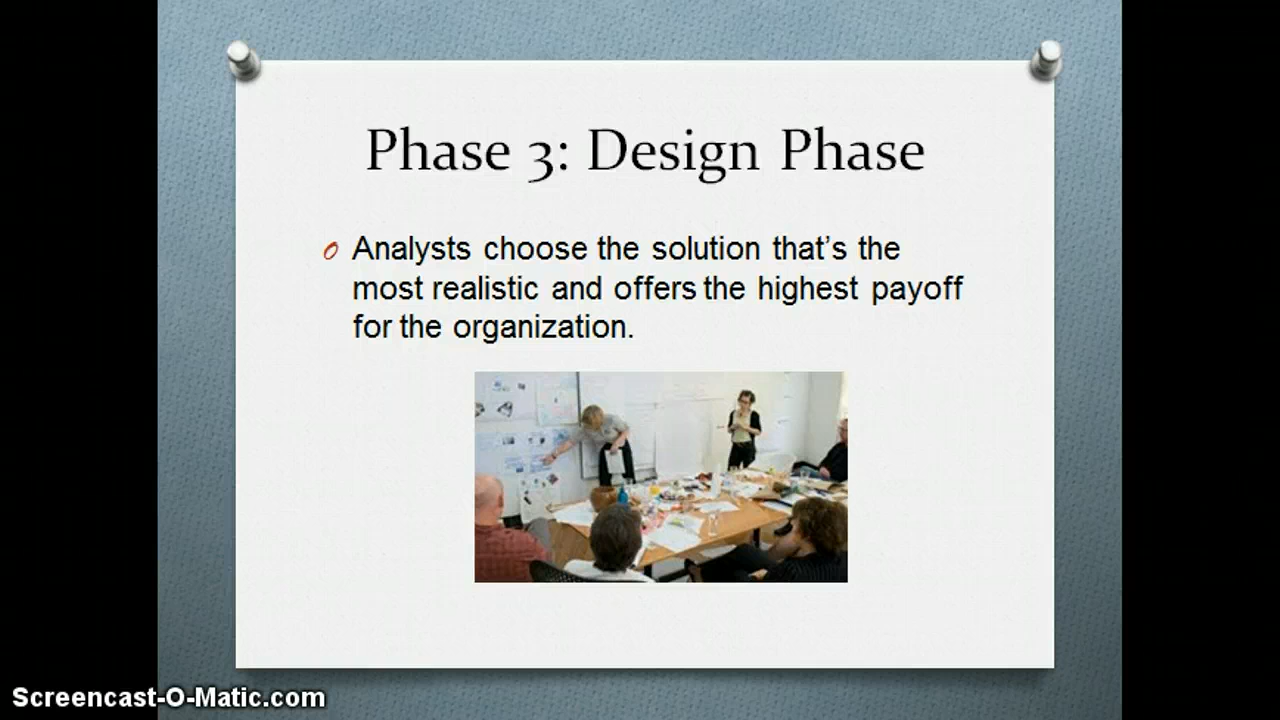 Phase 3: Design Phase
Analysts choose the solution that's the
most realistic and offers the highest payoff
for the organization.
Screencast-O-Matic.com